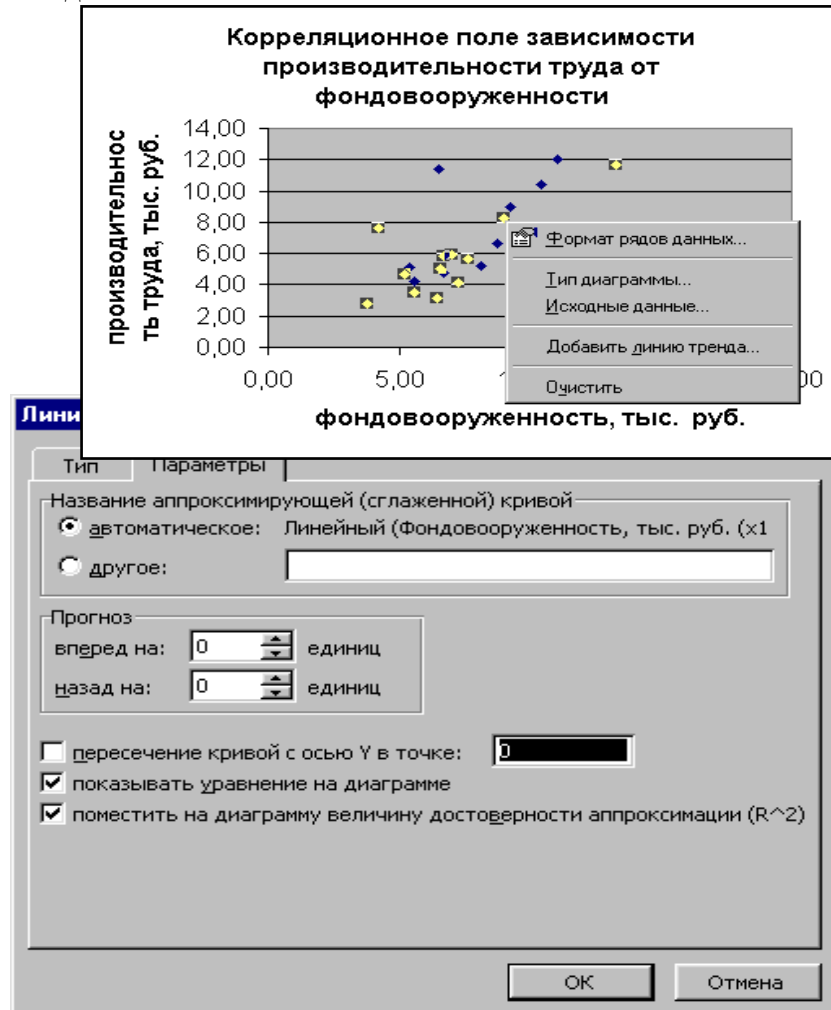 Корреляционное поле зависимости
производительности труда от
фондовооруженности
производительнос
ть труда, тыс. руб.
14,00
12,00
10,00
8,00
6,00
4,00
2,00
0,00
0,00
5,00
фондовооруженность, тыс. руб.
Формат рядов данных...
Тип диаграммы...
Исходные данные...
Добавить линию тренда...
Очистить
Тип
Параметры
Название аппроксимирующей (сглаженной) кривой
автоматическое: Линейный (Фондовооруженность, тыс. руб. (x1
другое:
Прогноз
вперед на: 0 единиц
назад на: 0 единиц
пересечение кривой с осью Y в точке: 0
показывать уравнение на диаграмме
поместить на диаграмму величину достоверности аппроксимации (R^2)
ОК
Отмена